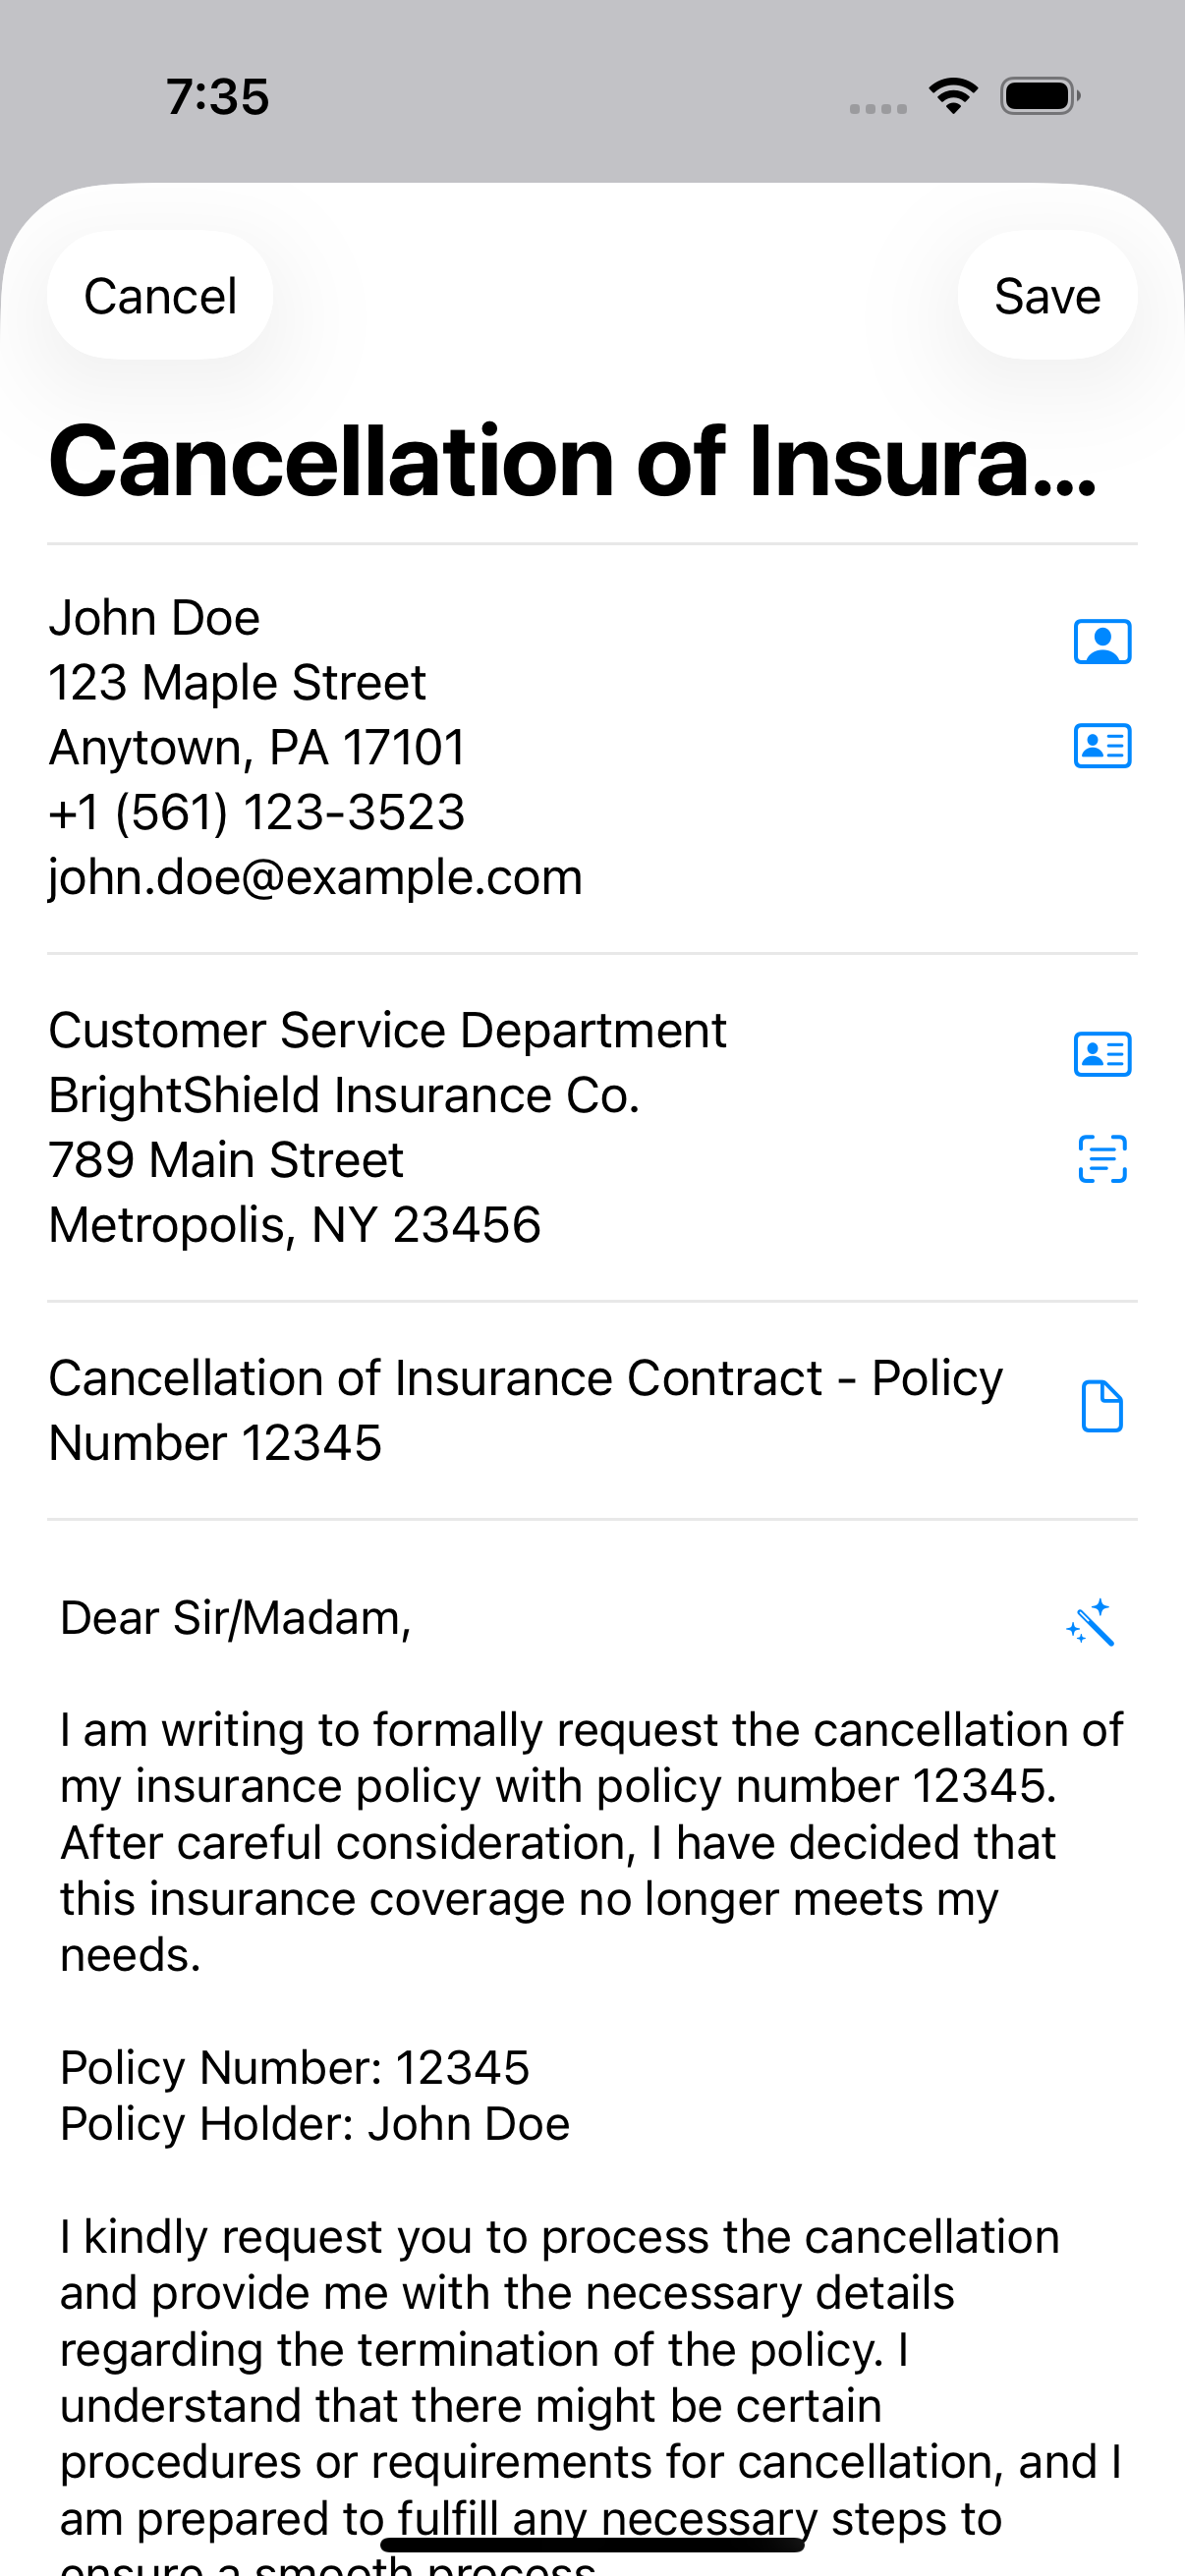 7:35
Cancel
Save
Cancellation of Insura...
John Doe
123 Maple Street
Anytown, PA 17101
+1 (561) 123-3523
john.doe@example.com
Customer Service Department
BrightShield Insurance Co.
789 Main Street
Metropolis, NY 23456
Cancellation of Insurance Contract - Policy
Number 12345
Dear Sir/Madam,
I am writing to formally request the cancellation of
my insurance policy with policy number 12345.
After careful consideration, I have decided that
this insurance coverage no longer meets my
needs.
Policy Number: 12345
Policy Holder: John Doe
I kindly request you to process the cancellation
and provide me with the necessary details
regarding the termination of the policy. I
understand that there might be certain
procedures or requirements for cancellation, and I
am prepared to fulfill any necessary steps to
ensure a smooth process.